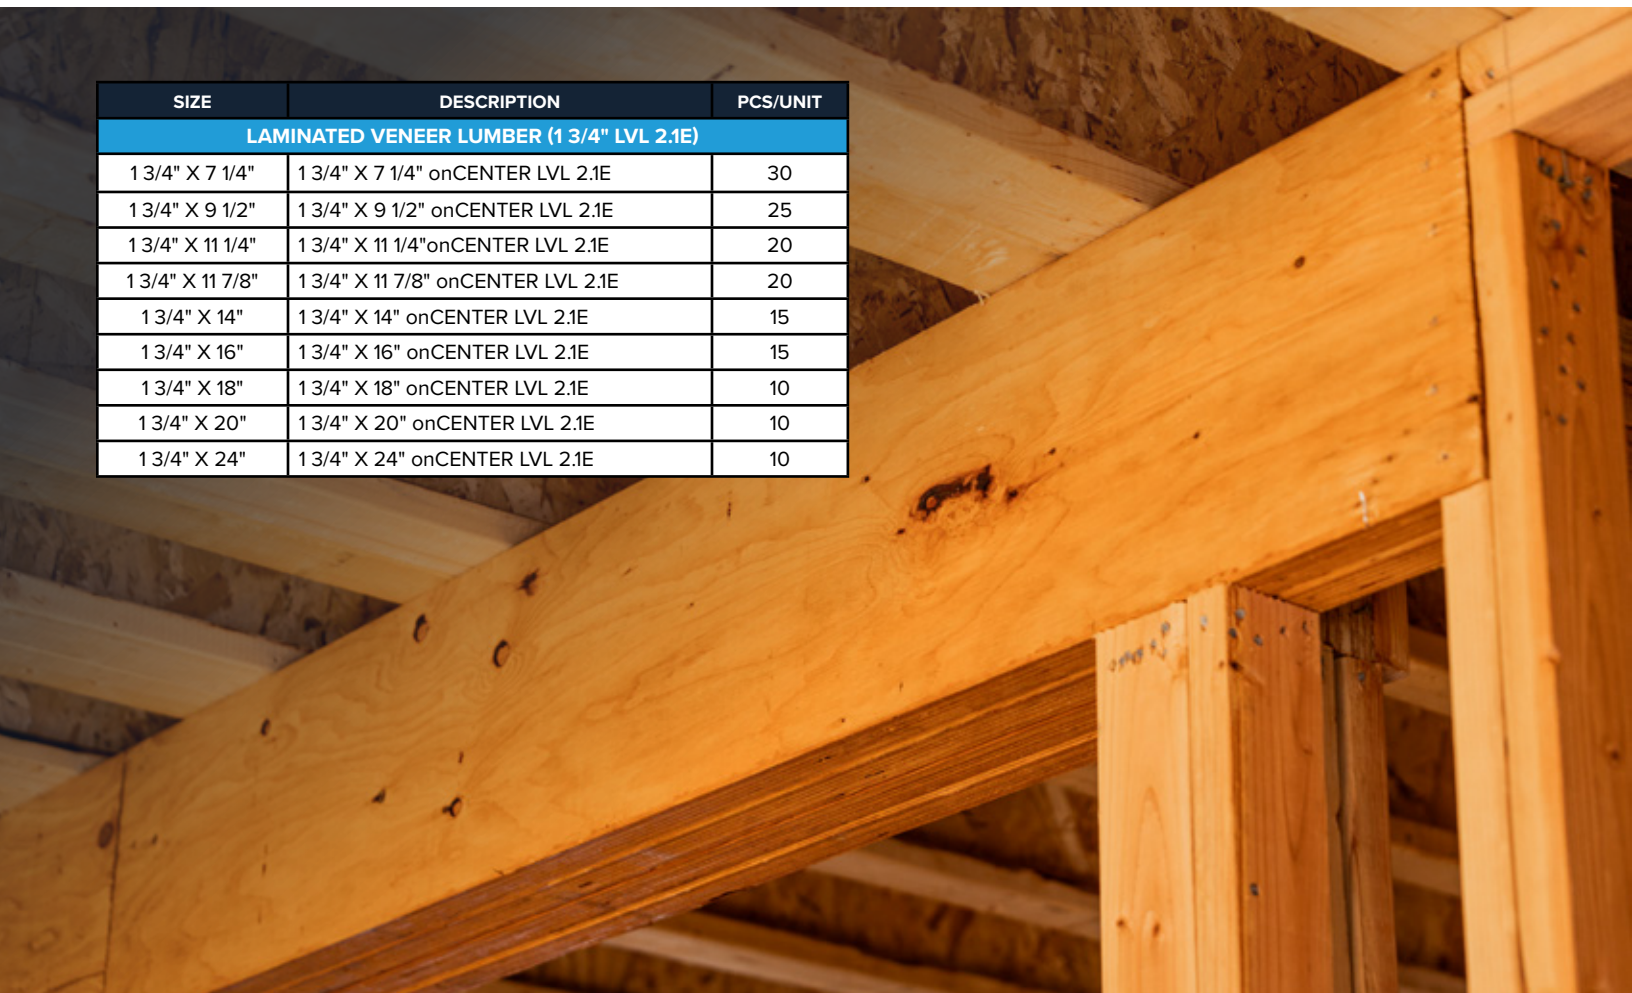 SIZE DESCRIPTION PCS/UNIT
LAMINATED VENEER LUMBER (1 3/4" LVL 2.1E)
1 3/4" X 7 1/4" 1 3/4" X 7 1/4" onCENTER LVL 2.1E 30
1 3/4" X 9 1/2" 1 3/4" X 9 1/2" onCENTER LVL 2.1E 25
1 3/4" X 11 1/4" 1 3/4" X 11 1/4"onCENTER LVL 2.1E 20
1 3/4" X 11 7/8" 1 3/4" X 11 7/8" onCENTER LVL 2.1E 20
1 3/4" X 14" 1 3/4" X 14" onCENTER LVL 2.1E 15
1 3/4" X 16" 1 3/4" X 16" onCENTER LVL 2.1E 15
1 3/4" X 18" 1 3/4" X 18" onCENTER LVL 2.1E 10
1 3/4" X 20" 1 3/4" X 20" onCENTER LVL 2.1E 10
1 3/4" X 24" 1 3/4" X 24" onCENTER LVL 2.1E 10